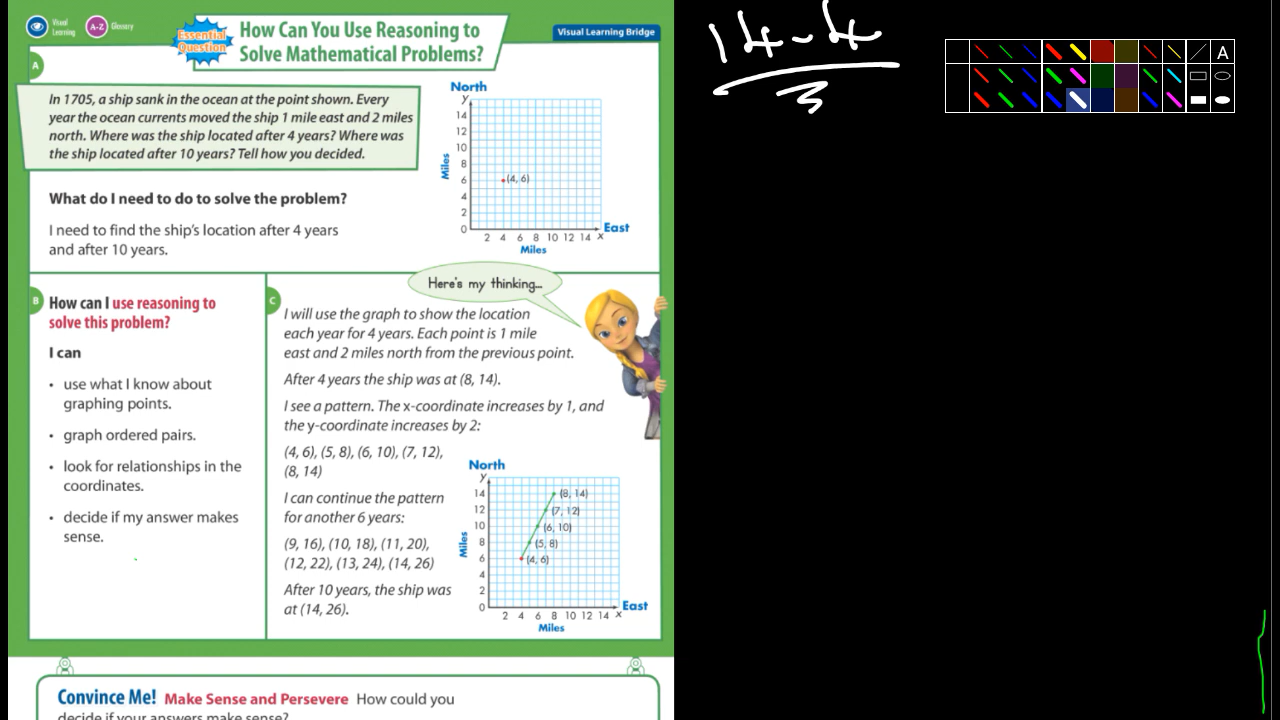 Visual
Learning
A-Z Glossary
Essential
Question
How Can You Use Reasoning to
Solve Mathematical Problems?
Visual Learning Bridge
A
In 1705, a ship sank in the ocean at the point shown. Every
year the ocean currents moved the ship 1 mile east and 2 miles
north. Where was the ship located after 4 years? Where was
the ship located after 10 years? Tell how you decided.
What do I need to do to solve the problem?
I need to find the ship's location after 4 years
and after 10 years.
North
y
14
12
10
8
6
4
2
0
(4, 6)
2 4 6 8 10 12 14 x
East
Miles
Miles
B
How can I use reasoning to
solve this problem?
I can
• use what I know about
graphing points.
• graph ordered pairs.
• look for relationships in the
coordinates.
• decide if my answer makes
sense.
C
Here's my thinking...
I will use the graph to show the location
each year for 4 years. Each point is 1 mile
east and 2 miles north from the previous point.
After 4 years the ship was at (8, 14).
I see a pattern. The x-coordinate increases by 1, and
the y-coordinate increases by 2:
(4, 6), (5, 8), (6, 10), (7, 12),
(8, 14)
I can continue the pattern
for another 6 years:
(9, 16), (10, 18), (11, 20),
(12, 22), (13, 24), (14, 26)
After 10 years, the ship was
at (14, 26).
North
y
14
12
10
8
6
4
2
0
(8, 14)
(7, 12)
(6, 10)
(5, 8)
(4, 6)
2 4 6 8 10 12 14 x
East
Miles
Miles
Convince Me! Make Sense and Persevere How could you
decide if your answers make sense?
14-4
A